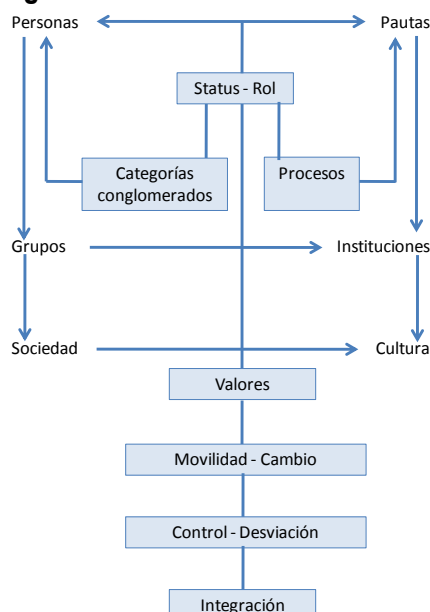 Personas
Pautas
Status - Rol
Categorías
conglomerados
Procesos
Grupos
Instituciones
Sociedad
Cultura
Valores
Movilidad - Cambio
Control - Desviación
Integración